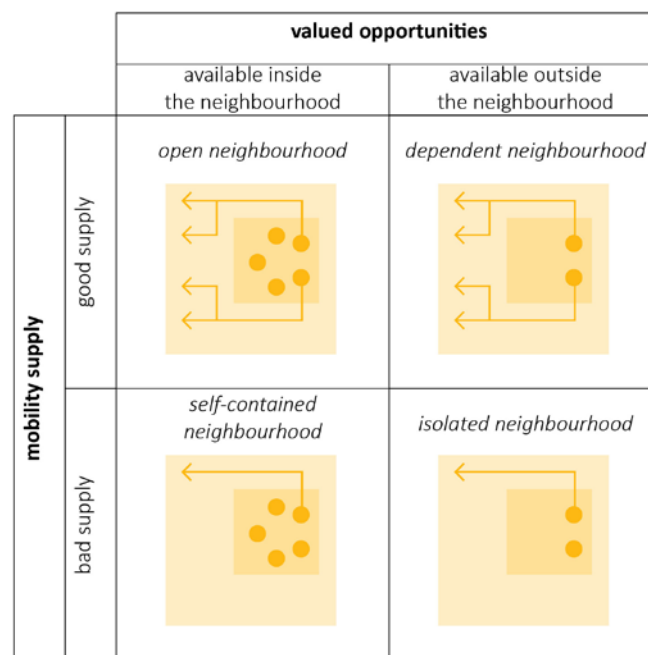 valued opportunities
available inside
the neighbourhood
available outside
the neighbourhood
mobility supply
good supply
open neighbourhood
dependent neighbourhood
bad supply
self-contained
neighbourhood
isolated neighbourhood